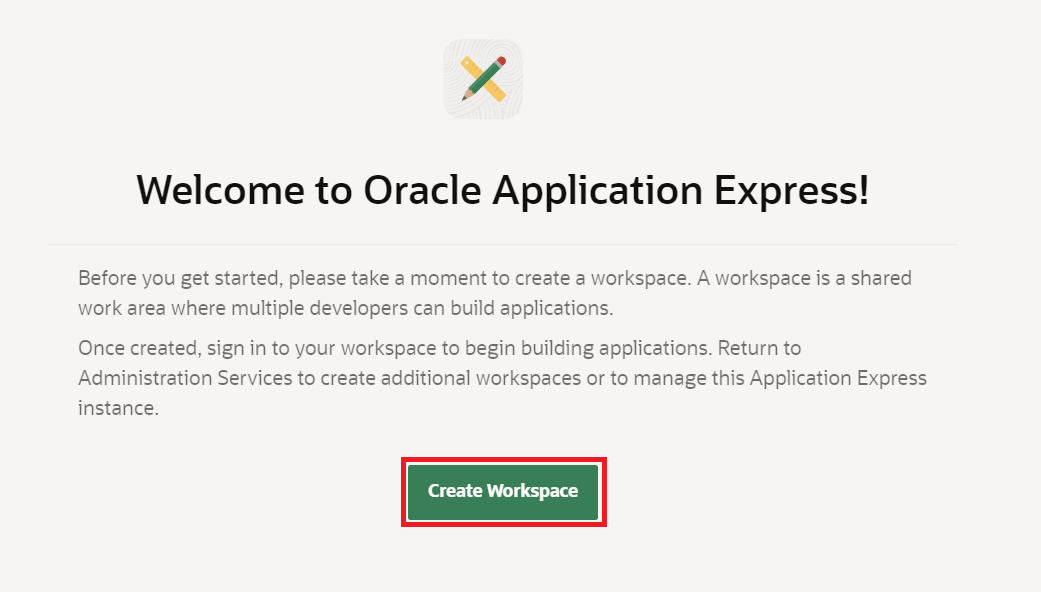 Welcome to Oracle Application Express!
Before you get started, please take a moment to create a workspace. A workspace is a shared
work area where multiple developers can build applications.
Once created, sign in to your workspace to begin building applications. Return to
Administration Services to create additional workspaces or to manage this Application Express
instance.
Create Workspace